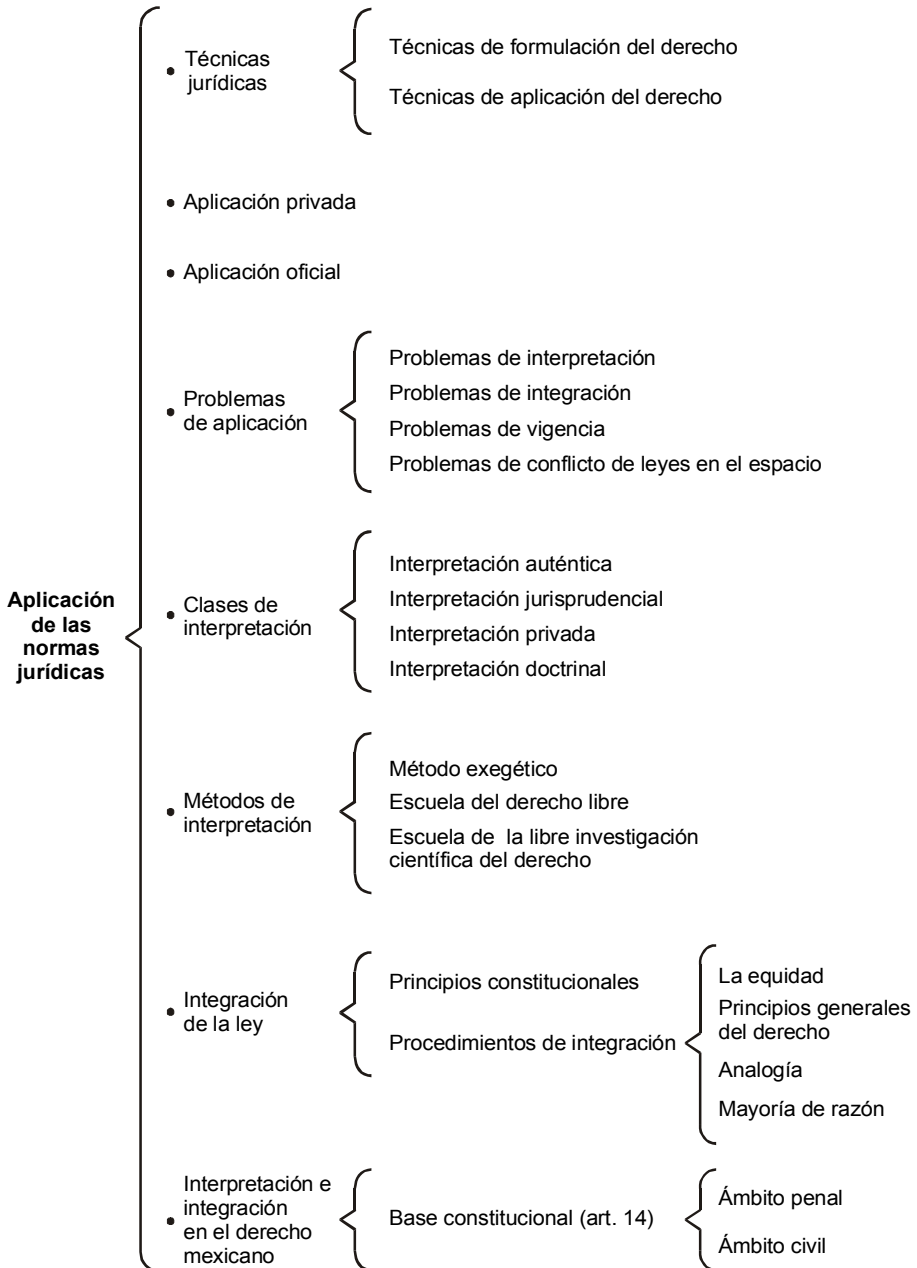 Técnicas
jurídicas
Técnicas de formulación del derecho
Técnicas de aplicación del derecho
Aplicación privada
Aplicación oficial
Problemas
de aplicación
Problemas de interpretación
Problemas de integración
Problemas de vigencia
Problemas de conflicto de leyes en el espacio
Aplicación
de las
normas
jurídicas
Clases de
interpretación
Interpretación auténtica
Interpretación jurisprudencial
Interpretación privada
Interpretación doctrinal
Métodos de
interpretación
Método exegético
Escuela del derecho libre
Escuela de la libre investigación
científica del derecho
Integración
de la ley
Principios constitucionales
Procedimientos de integración
La equidad
Principios generales
del derecho
Analogía
Mayoría de razón
Interpretación e
integración
en el derecho
mexicano
Base constitucional (art. 14)
Ámbito penal
Ámbito civil